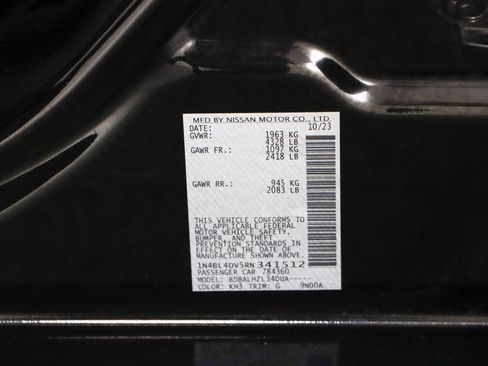 MFD BY NISSAN MOTOR CO., LTD.
DATE: 10/23
GVWR: 1963 KG
4328 LB
GAWR FR.: 1097 KG
2418 LB
GAWR RR.: 945 KG
2083 LB
THIS VEHICLE CONFORMS TO
ALL APPLICABLE FEDERAL
MOTOR VEHICLE SAFETY,
BUMPER, AND THEFT
PREVENTION STANDARDS IN
EFFECT ON THE DATE OF
MANUFACTURE SHOWN ABOVE.
1N4BL4DV5RN341512
PASSENGER CAR 784360
MODEL: BDBALHZL34DUA-----
COLOR: KH3 TRIM: G 9N00A